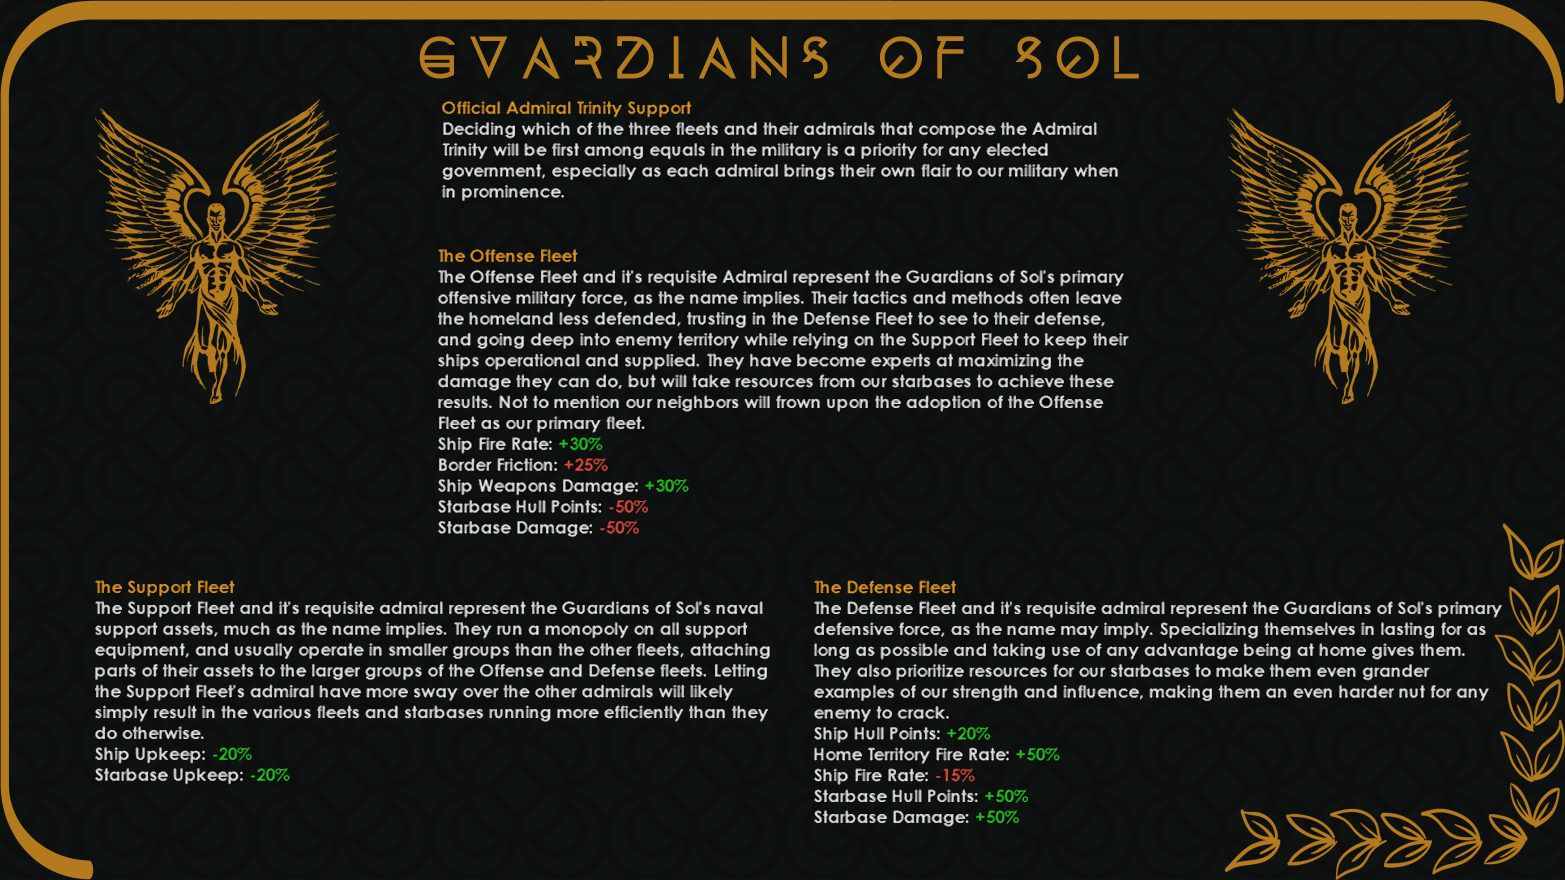 GVARDIANS OF SOL
Official Admiral Trinity Support
Deciding which of the three fleets and their admirals that compose the Admiral
Trinity will be first among equals in the military is a priority for any elected
government, especially as each admiral brings their own flair to our military when
in prominence.
The Offense Fleet
The Offense Fleet and it's requisite Admiral represent the Guardians of Sol's primary
offensive military force, as the name implies. Their tactics and methods often leave
the homeland less defended, trusting in the Defense Fleet to see to their defense,
and going deep into enemy territory while relying on the Support Fleet to keep their
ships operational and supplied. They have become experts at maximizing the
damage they can do, but will take resources from our starbases to achieve these
results. Not to mention our neighbors will frown upon the adoption of the Offense
Fleet as our primary fleet.
Ship Fire Rate: +30%
Border Friction: +25%
Ship Weapons Damage: +30%
Starbase Hull Points: -50%
Starbase Damage: -50%
The Support Fleet
The Support Fleet and it's requisite admiral represent the Guardians of Sol's naval
support assets, much as the name implies. They run a monopoly on all support
equipment, and usually operate in smaller groups than the other fleets, attaching
parts of their assets to the larger groups of the Offense and Defense fleets. Letting
the Support Fleet's admiral have more sway over the other admirals will likely
simply result in the various fleets and starbases running more efficiently than they
do otherwise.
Ship Upkeep: -20%
Starbase Upkeep: -20%
The Defense Fleet
The Defense Fleet and it's requisite admiral represent the Guardians of Sol's primary
defensive force, as the name may imply. Specializing themselves in lasting for as
long as possible and taking use of any advantage being at home gives them.
They also prioritize resources for our starbases to make them even grander
examples of our strength and influence, making them an even harder nut for any
enemy to crack.
Ship Hull Points: +20%
Home Territory Fire Rate: +50%
Ship Fire Rate: -15%
Starbase Hull Points: +50%
Starbase Damage: +50%